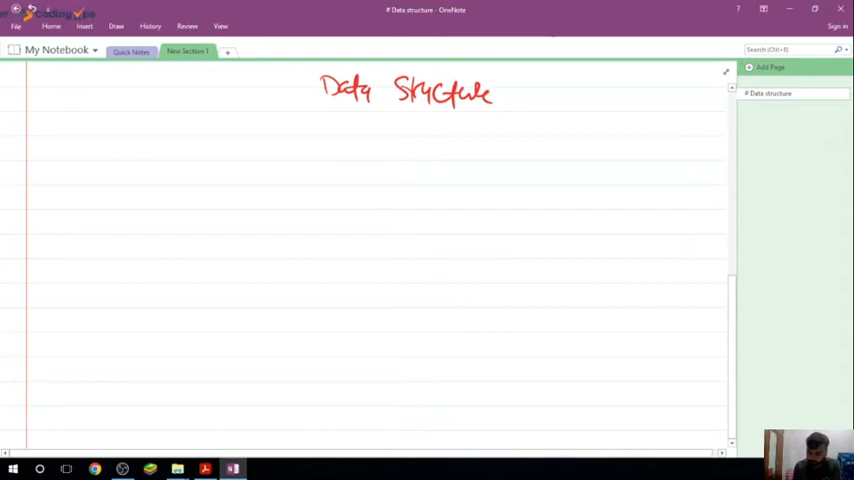 CodingType
# Data structure - OneNote
?
File
Home
Insert
Draw
History
Review
View
Sign in
My Notebook
Quick Notes
New Section 1
+
Search (Ctrl+E)
Add Page
# Data structure
Data Structure